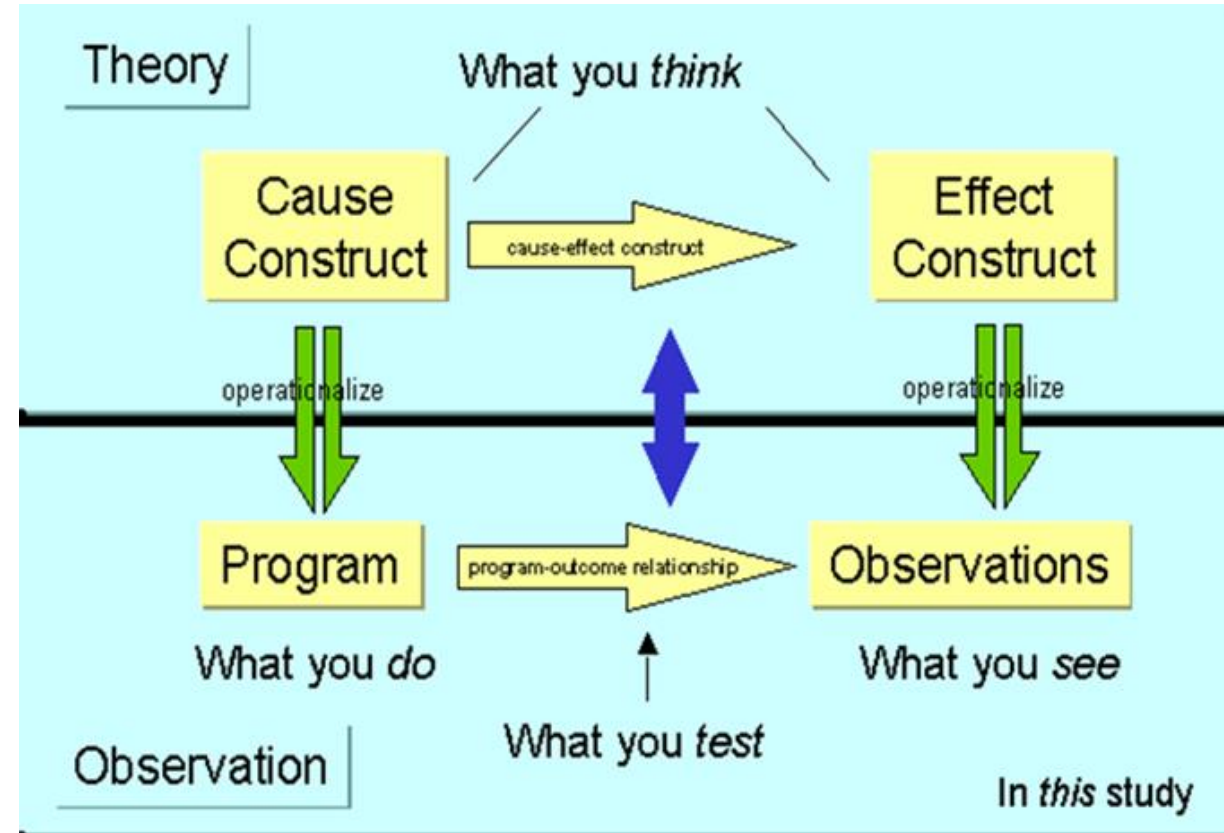 Theory
What you think
Cause
Construct
cause-effect construct
Effect
Construct
operationalize
operationalize
Program
program-outcome relationship
Observations
What you do
What you see
What you test
Observation
In this study